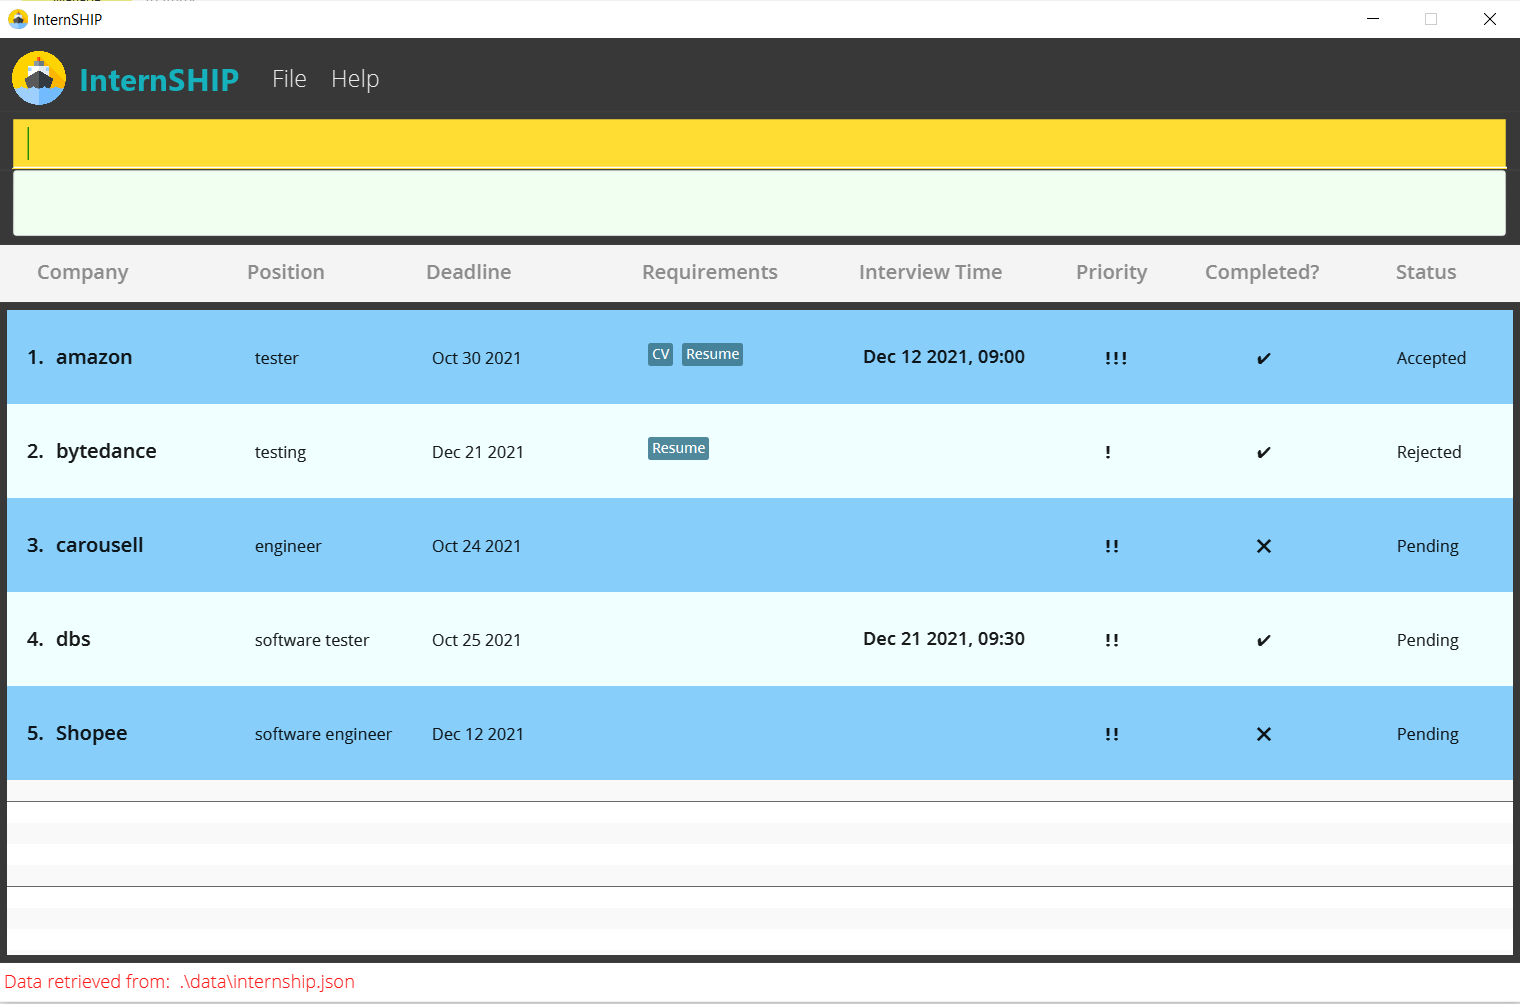 InternSHIP
InternSHIP File Help
Company Position Deadline Requirements Interview Time Priority Completed? Status
1. amazon tester Oct 30 2021 CV Resume Dec 12 2021, 09:00 !!! ✔ Accepted
2. bytedance testing Dec 21 2021 Resume ! ✔ Rejected
3. carousell engineer Oct 24 2021 !! ✕ Pending
4. dbs software tester Oct 25 2021 Dec 21 2021, 09:30 !! ✔ Pending
5. Shopee software engineer Dec 12 2021 !! ✕ Pending
Data retrieved from: .\data\internship.json